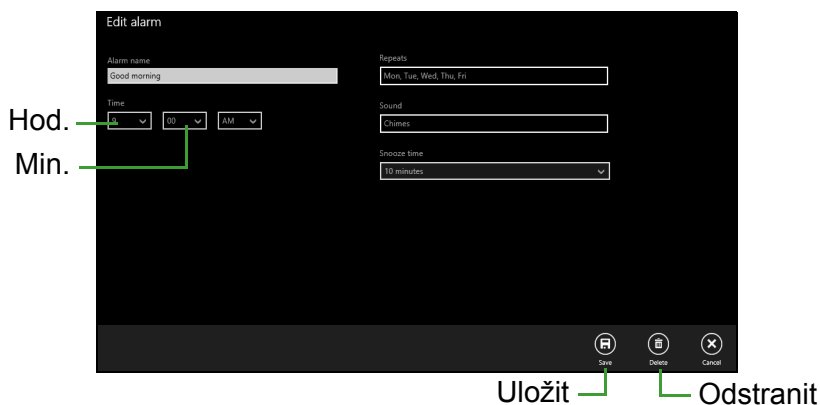 Edit alarm
Alarm name
Good morning
Time
9 00 AM
Repeats
Mon, Tue, Wed, Thu, Fri
Sound
Chimes
Snooze time
10 minutes
Hod.
Min.
Save Delete Cancel
Uložit Odstranit